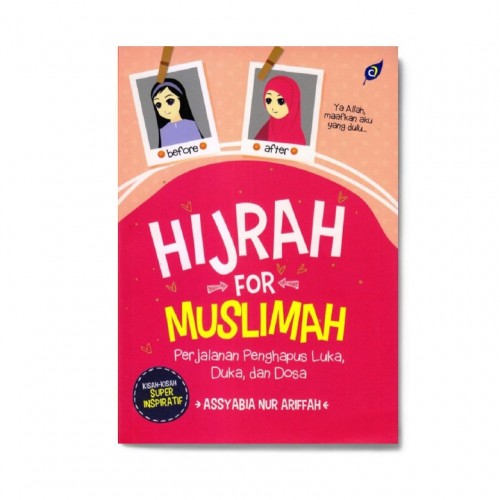 Ya Allah,
maafkan aku
yang dulu...
before
after
HIJRAH
FOR
MUSLIMAH
Perjalanan Penghapus Luka,
Duka, dan Dosa
KISAH-KISAH
SUPER
INSPIRATIF
ASSYABIA NUR ARIFFAH